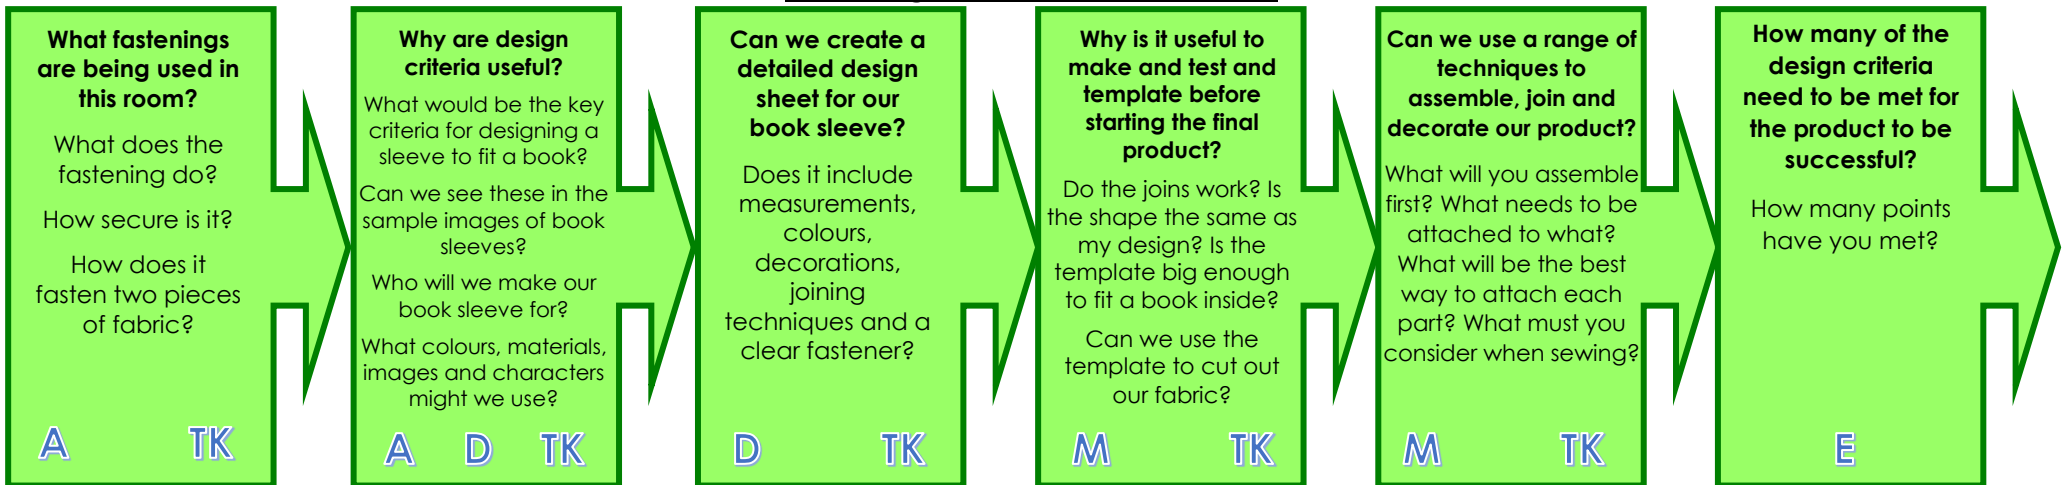 What fastenings
are being used in
this room?
What does the
fastening do?
How secure is it?
How does it
fasten two pieces
of fabric?
A TK
Why are design
criteria useful?
What would be the key
criteria for designing a
sleeve to fit a book?
Can we see these in the
sample images of book
sleeves?
Who will we make our
book sleeve for?
What colours, materials,
images and characters
might we use?
A D TK
Can we create a
detailed design
sheet for our
book sleeve?
Does it include
measurements,
colours,
decorations,
joining
techniques and a
clear fastener?
D TK
Why is it useful to
make and test and
template before
starting the final
product?
Do the joins work? Is
the shape the same as
my design? Is the
template big enough
to fit a book inside?
Can we use the
template to cut out
our fabric?
M TK
Can we use a range of
techniques to
assemble, join and
decorate our product?
What will you assemble
first? What needs to be
attached to what?
What will be the best
way to attach each
part? What must you
consider when sewing?
M TK
How many of the
design criteria
need to be met for
the product to be
successful?
How many points
have you met?
E